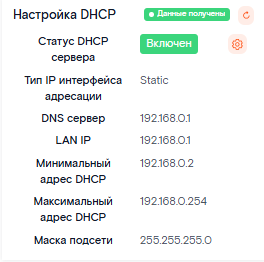 Настройка DHCP
Данные получены
Статус DHCP
сервера
Включен
Тип IP интерфейса
адресации
Static
DNS сервер
192.168.0.1
LAN IP
192.168.0.1
Минимальный
адрес DHCP
192.168.0.2
Максимальный
адрес DHCP
192.168.0.254
Маска подсети
255.255.255.0